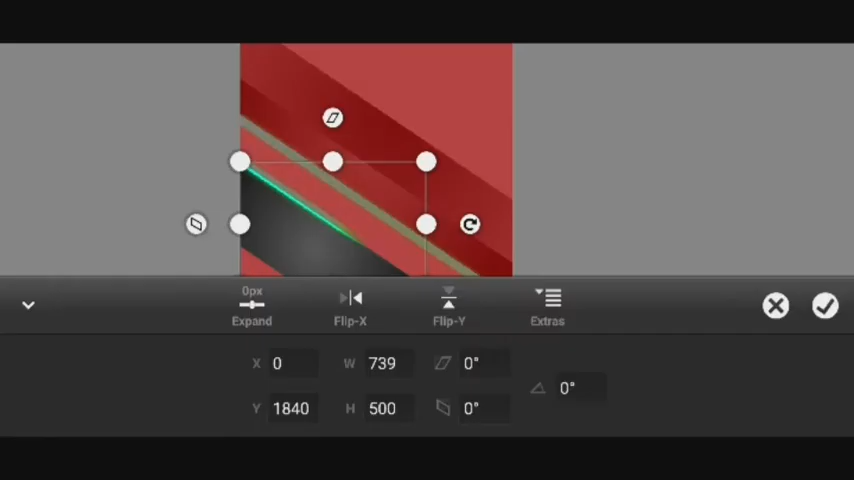 0px
Expand Flip-X Flip-Y Extras
X 0 W 739 0°
0°
Y 1840 H 500 0°